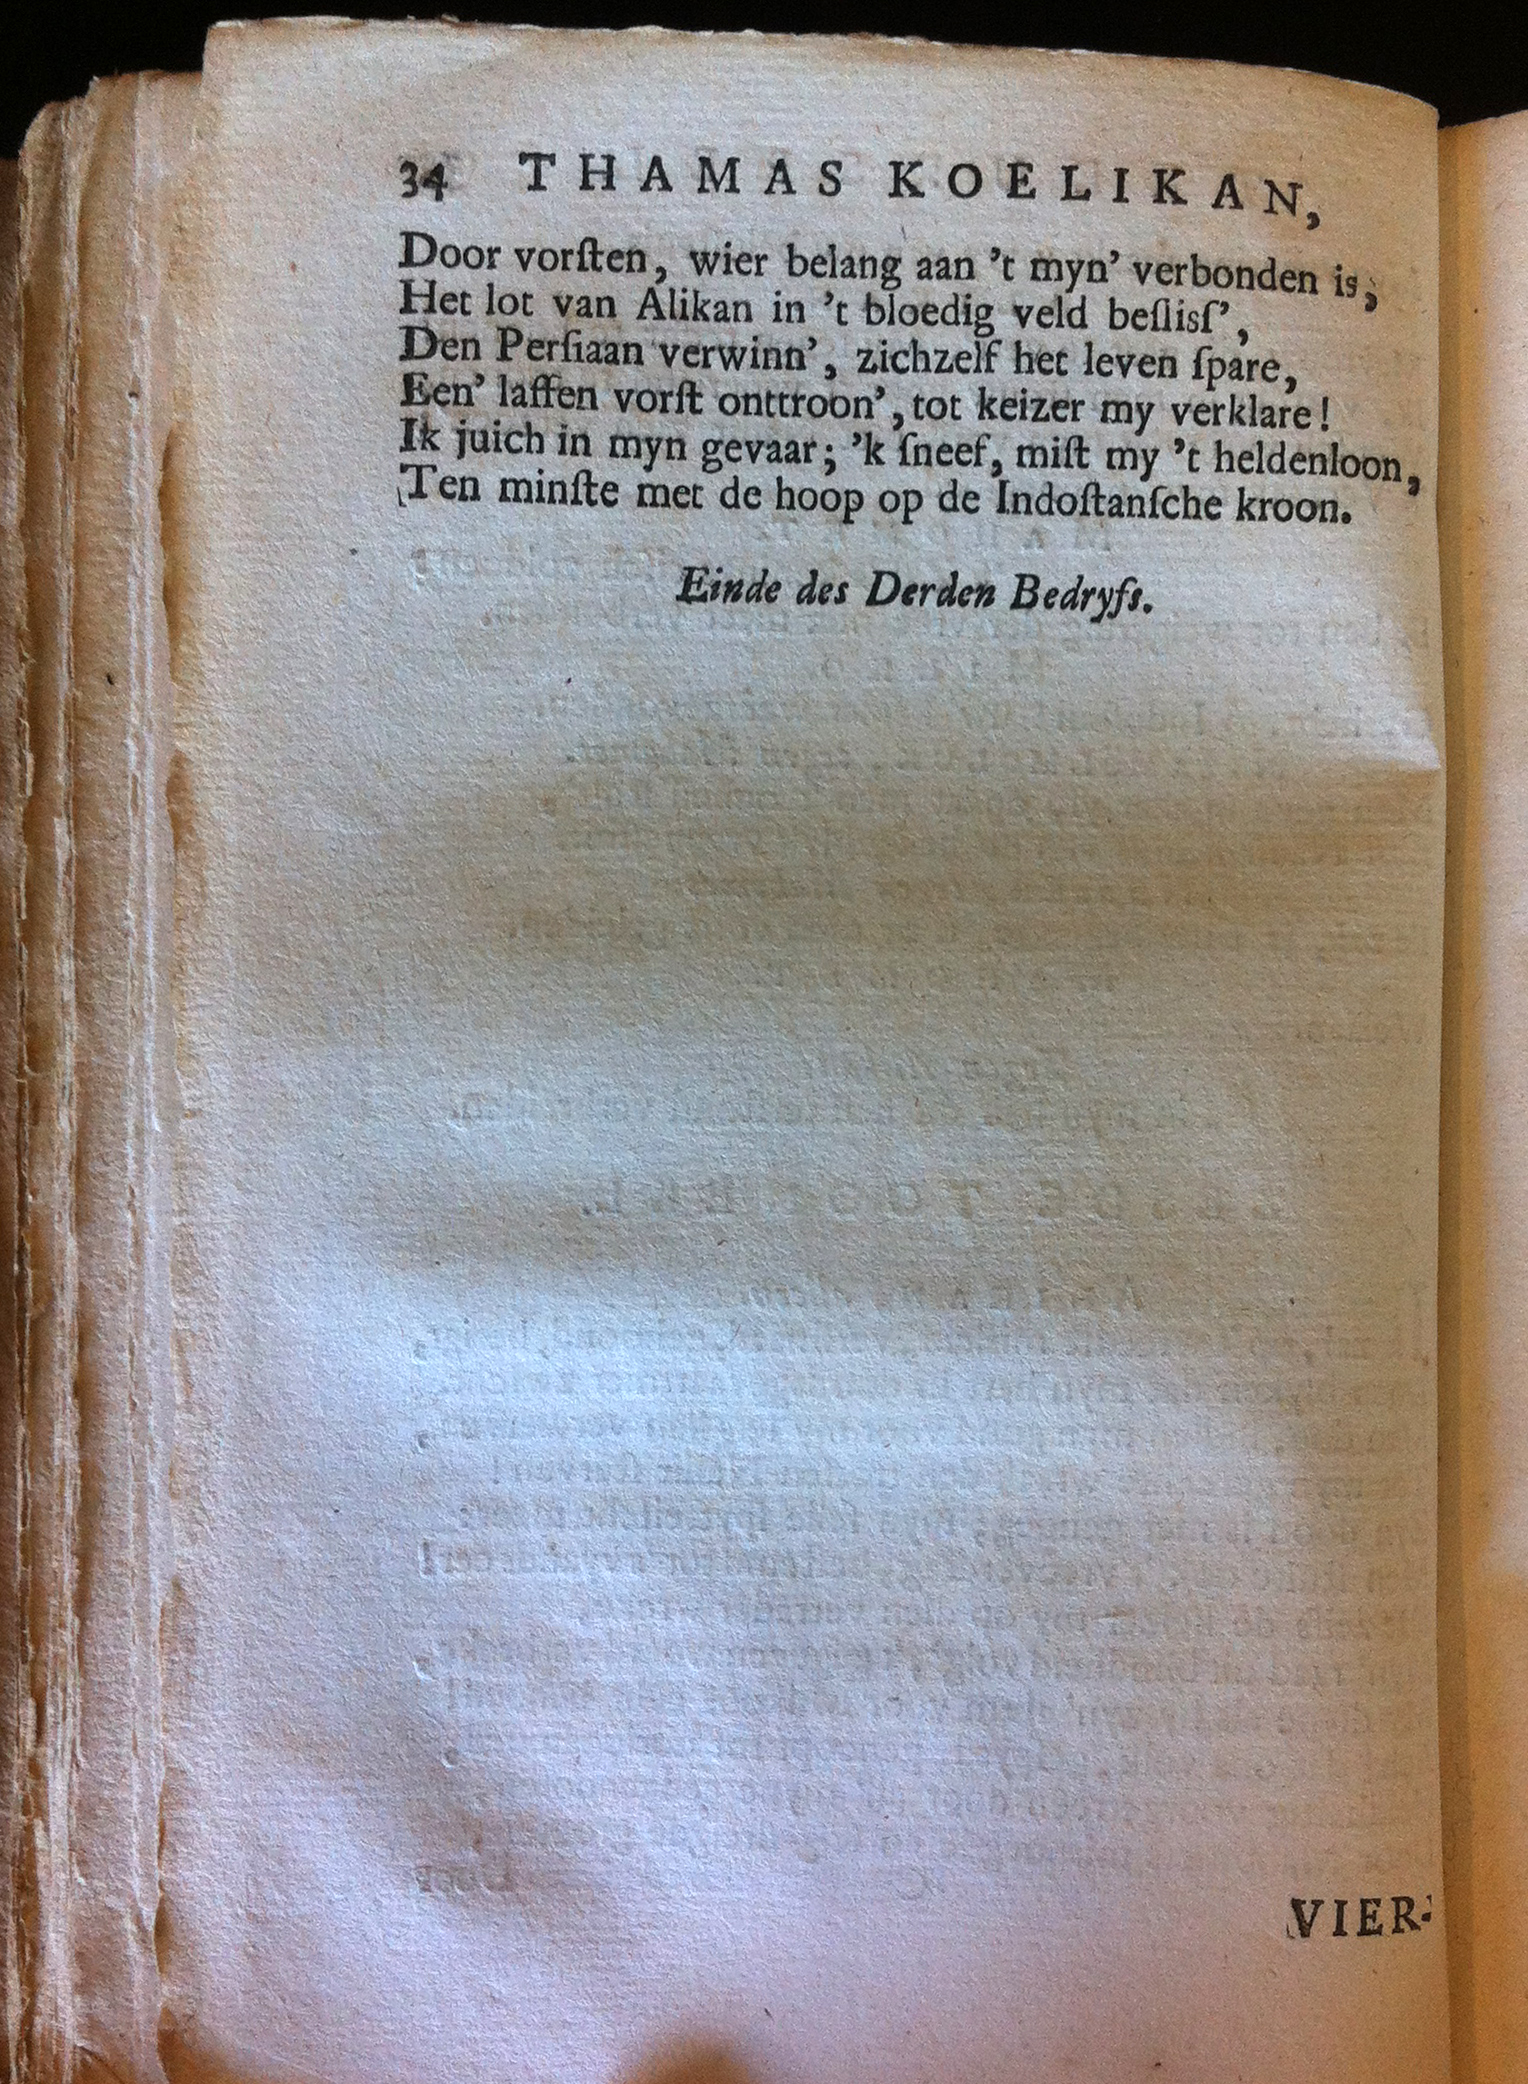 34 THAMAS KOELIKAN,
Door vorſten, wier belang aan 't myn' verbonden is,
Het lot van Alikan in 't bloedig veld beſlisſ',
Den Perſiaan verwinn', zichzelf het leven ſpare,
Een' laffen vorſt onttroon', tot keizer my verklare!
Ik juich in myn gevaar; 'k ſneef, miſt my 't heldenloon,
Ten minſte met de hoop op de Indoſtanſche kroon.
Einde des Derden Bedryfs.
VIER-